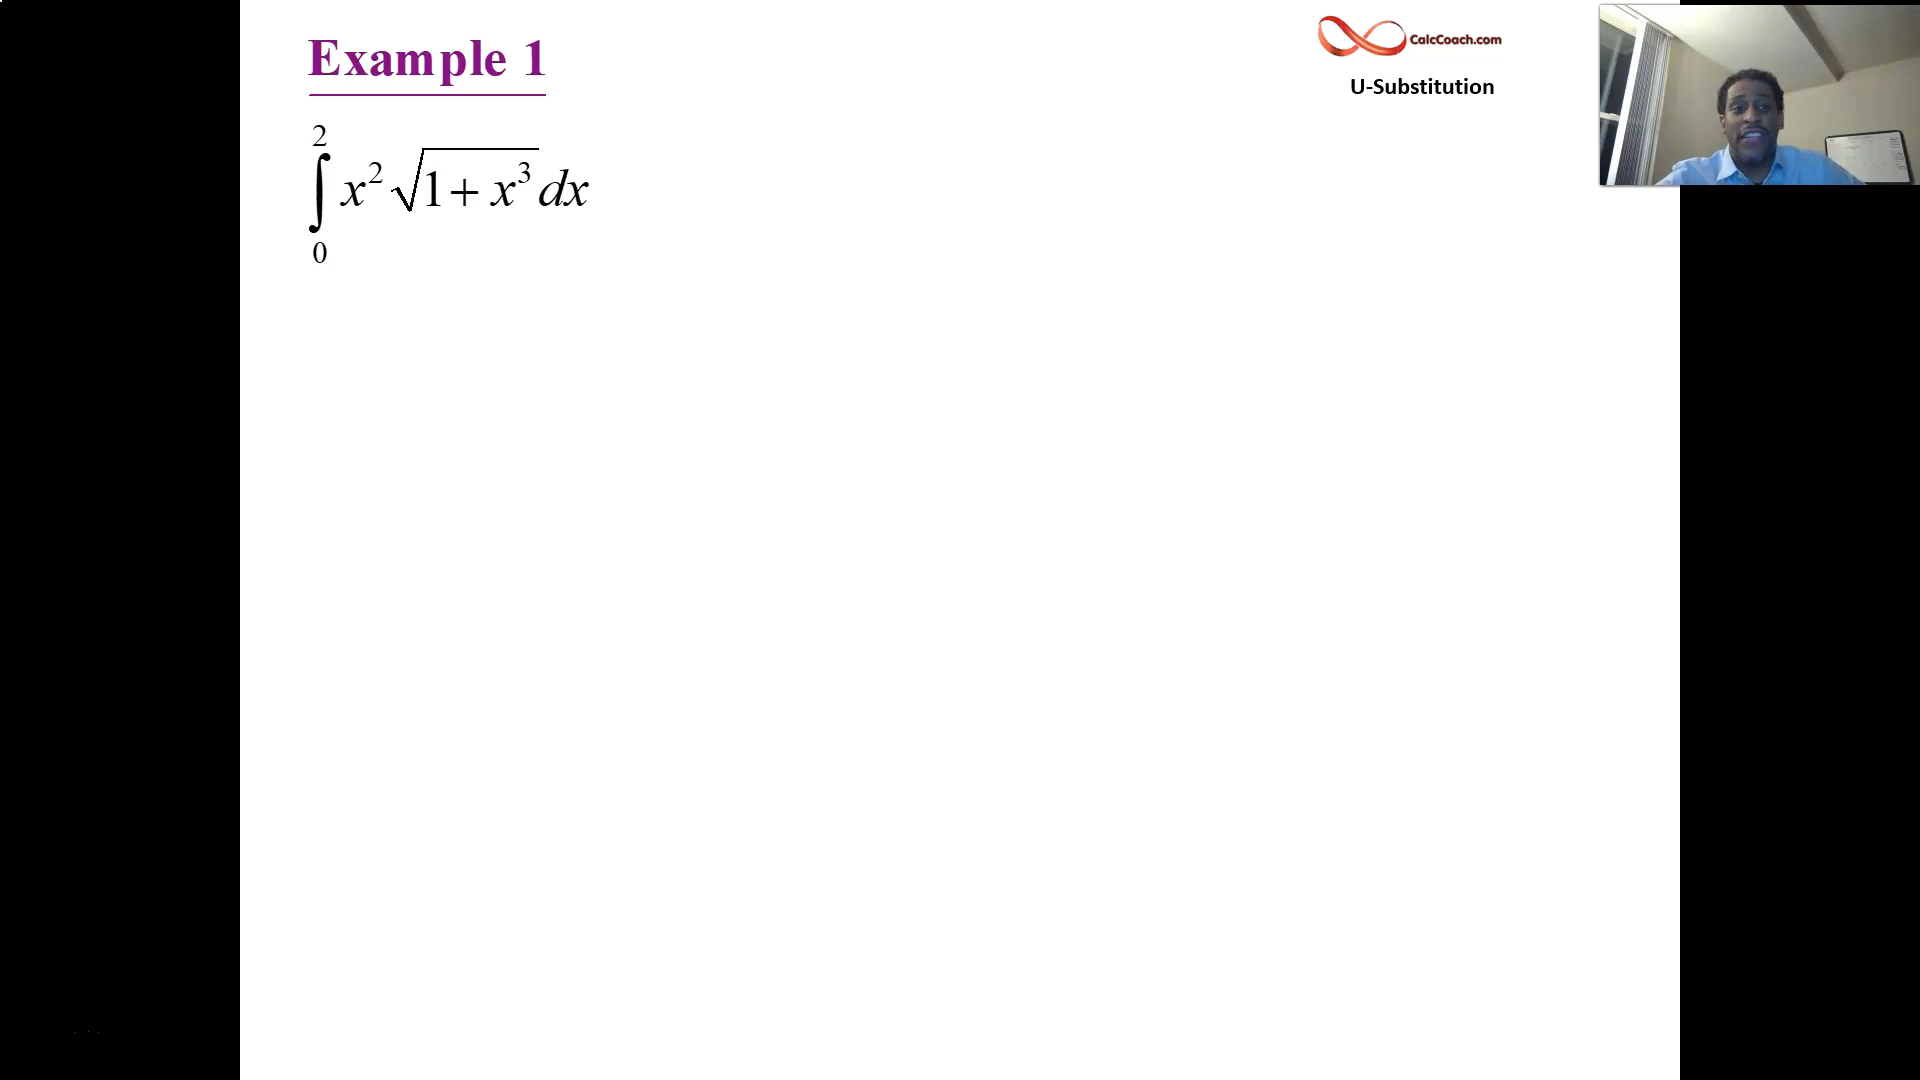 Example 1
CalcCoach.com
U-Substitution
2
∫ x² √1 + x³ dx
0